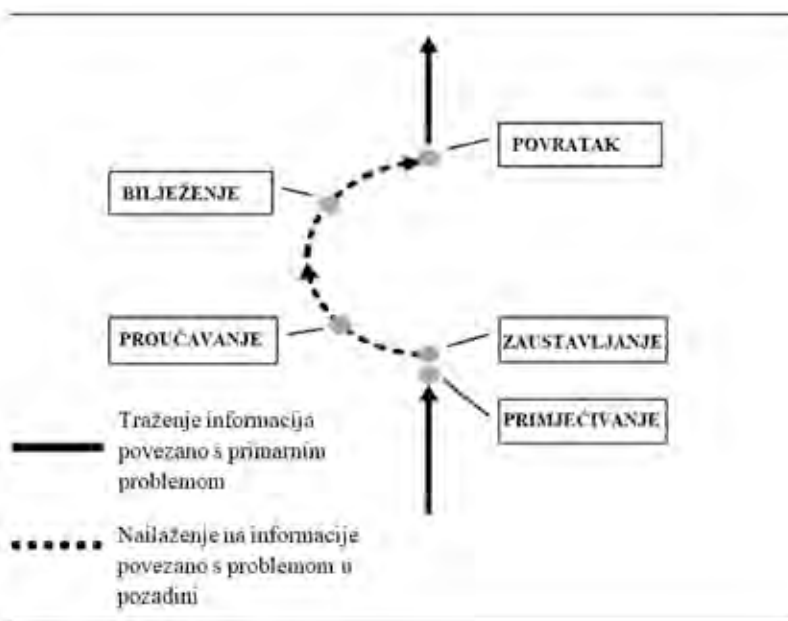 POVRATAK
BILJEŽENJE
PROUČAVANJE
ZAUSTAVLJANJE
PRIMJEĆIVANJE
Traženje informacija
povezano s primarnim
problemom
Nailaženje na informacije
povezano s problemom u
pozadini